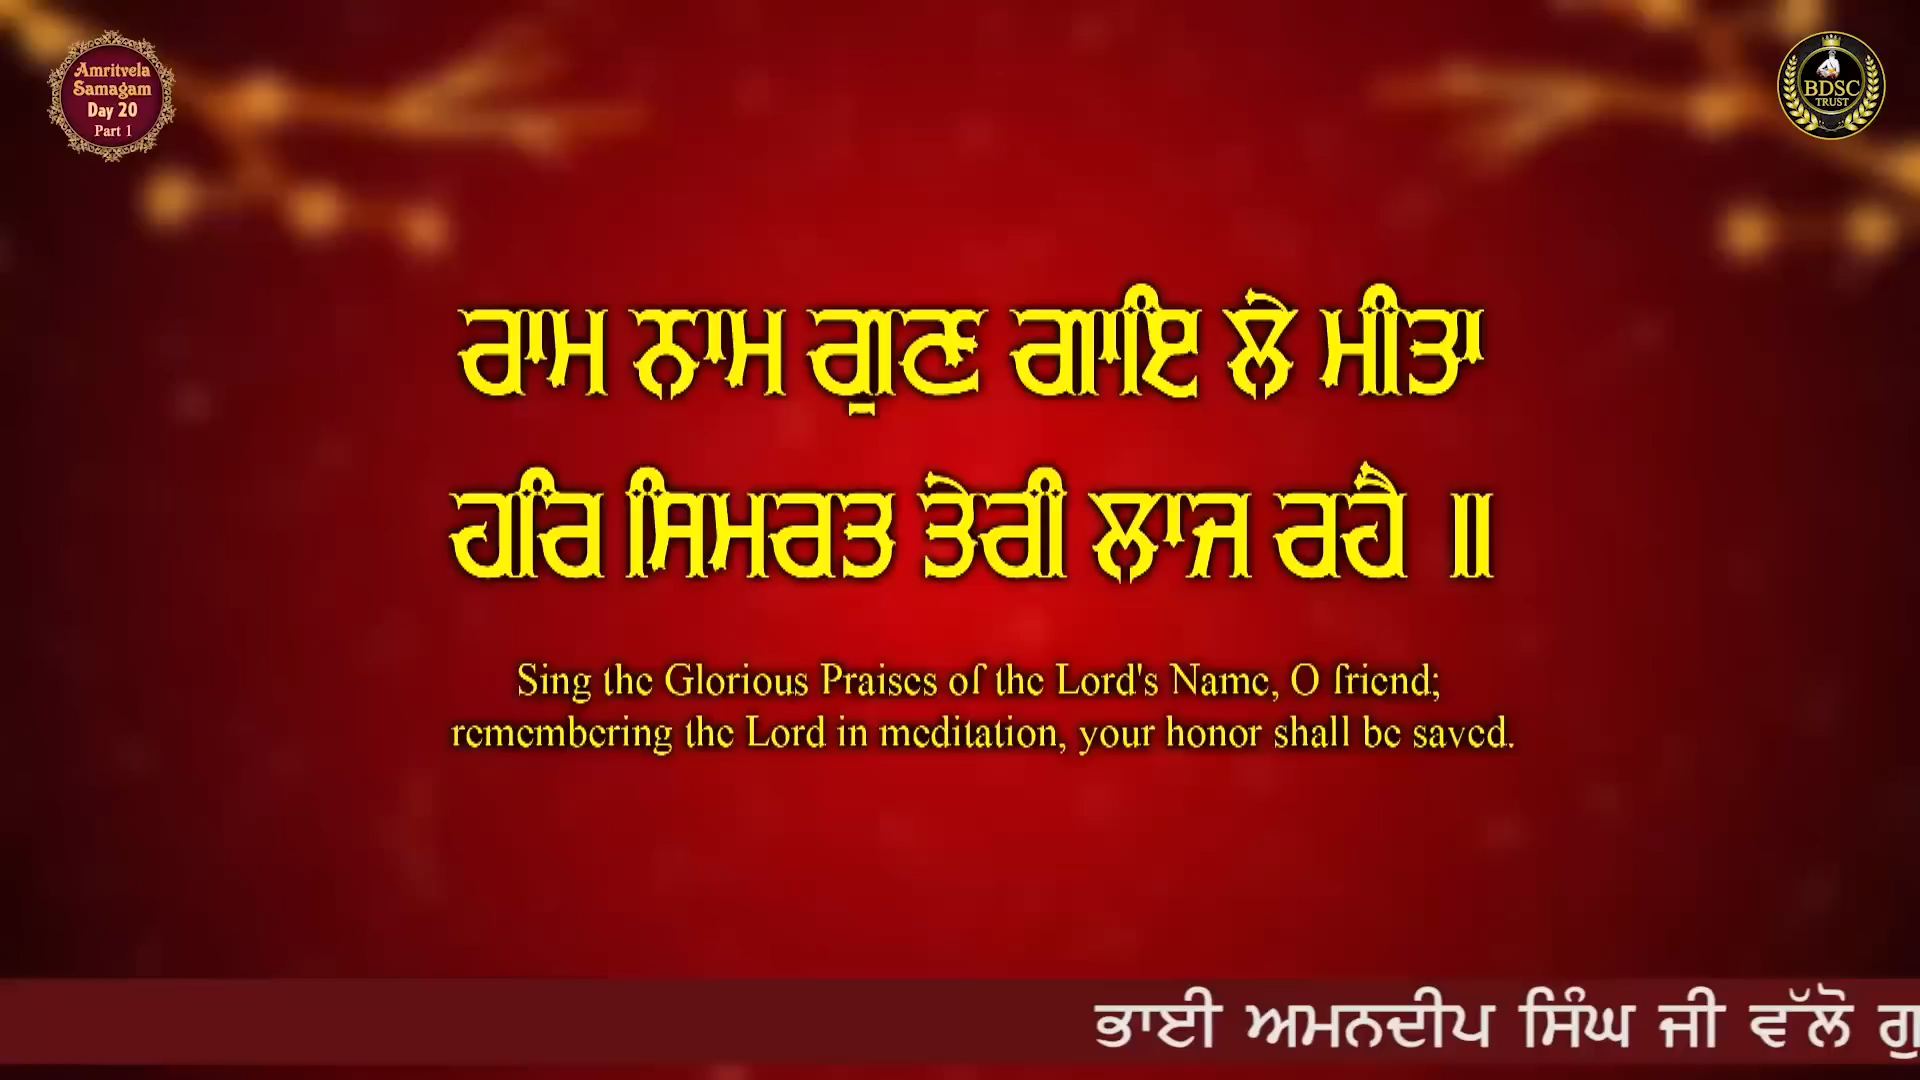 Amritvela
Samagam
Day 20
Part 1
BDSC
TRUST
ਰਾਮ ਨਾਮ ਗੁਣ ਗਾਇ ਲੇ ਮੀਤਾ
ਹਰਿ ਸਿਮਰਤ ਤੇਰੀ ਲਾਜ ਰਹੈ ॥
Sing the Glorious Praises of the Lord's Name, O friend;
remembering the Lord in meditation, your honor shall be saved.
ਭਾਈ ਅਮਨਦੀਪ ਸਿੰਘ ਜੀ ਵੱਲੋ